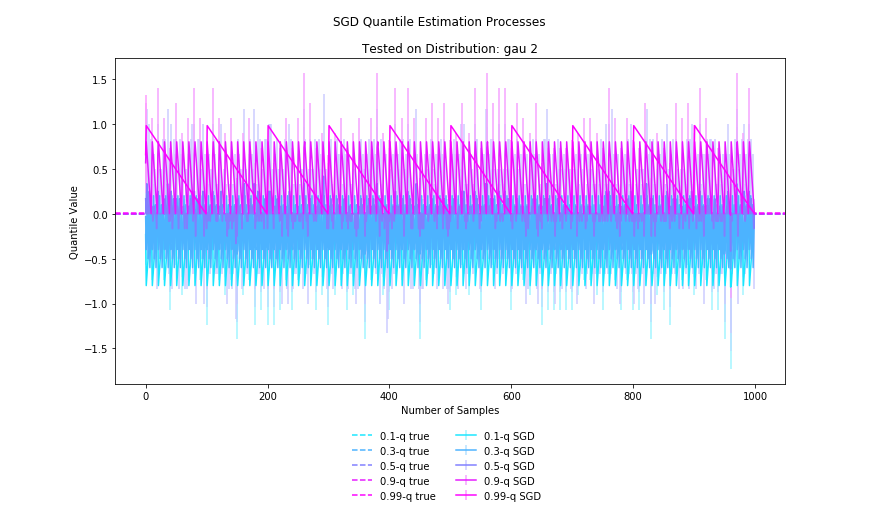 SGD Quantile Estimation Processes
Tested on Distribution: gau 2
1.5
1.0
0.5
0.0
−0.5
−1.0
−1.5
Quantile Value
0 200 400 600 800 1000
Number of Samples
0.1-q true 0.1-q SGD
0.3-q true 0.3-q SGD
0.5-q true 0.5-q SGD
0.9-q true 0.9-q SGD
0.99-q true 0.99-q SGD